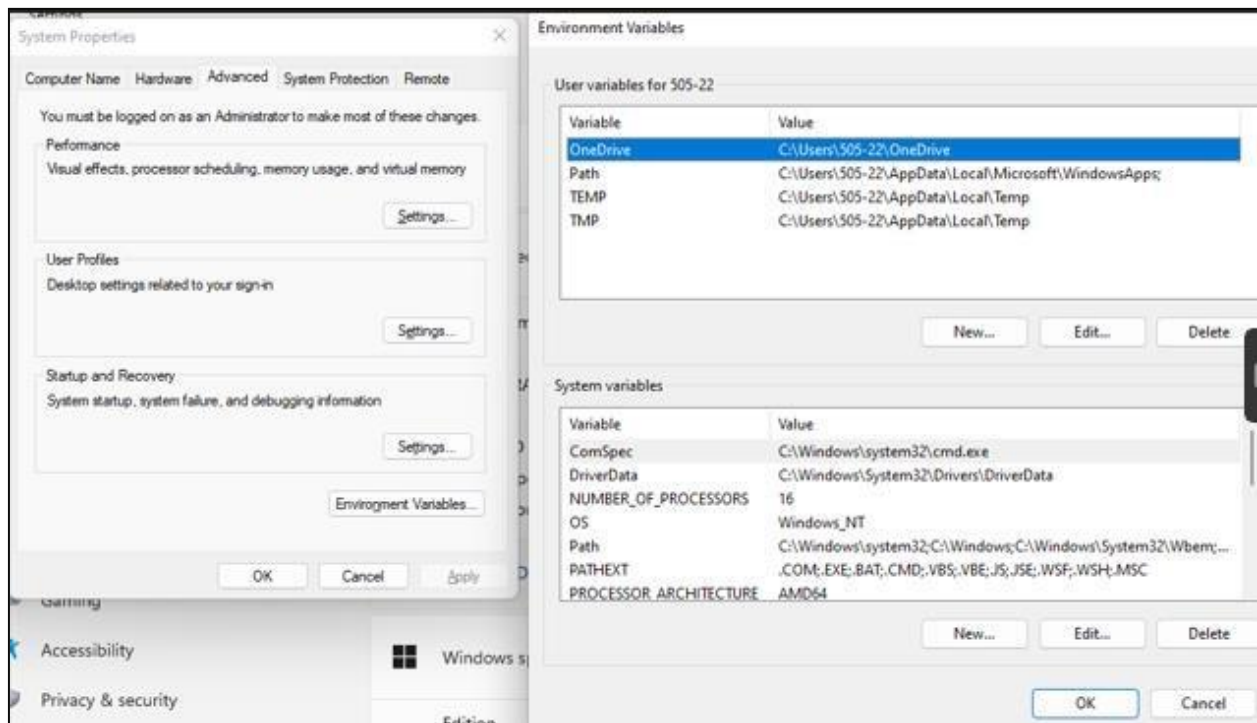 System Properties
Computer Name Hardware Advanced System Protection Remote
You must be logged on as an Administrator to make most of these changes.
Performance
Visual effects, processor scheduling, memory usage, and virtual memory
Settings...
User Profiles
Desktop settings related to your sign-in
Settings...
Startup and Recovery
System startup, system failure, and debugging information
Settings...
Environment Variables...
OK Cancel Apply
Gaming
Accessibility
Privacy & security
Windows
Edition
Environment Variables
User variables for 505-22
Variable Value
OneDrive C:\Users\505-22\OneDrive
Path C:\Users\505-22\AppData\Local\Microsoft\WindowsApps;
TEMP C:\Users\505-22\AppData\Local\Temp
TMP C:\Users\505-22\AppData\Local\Temp
New... Edit... Delete
System variables
Variable Value
ComSpec C:\Windows\system32\cmd.exe
DriverData C:\Windows\System32\Drivers\DriverData
NUMBER_OF_PROCESSORS 16
OS Windows_NT
Path C:\Windows\system32;C:\Windows;C:\Windows\System32\Wbem;...
PATHEXT .COM;.EXE;.BAT;.CMD;.VBS;.VBE;.JS;.JSE;.WSF;.WSH;.MSC
PROCESSOR_ARCHITECTURE AMD64
New... Edit... Delete
OK Cancel